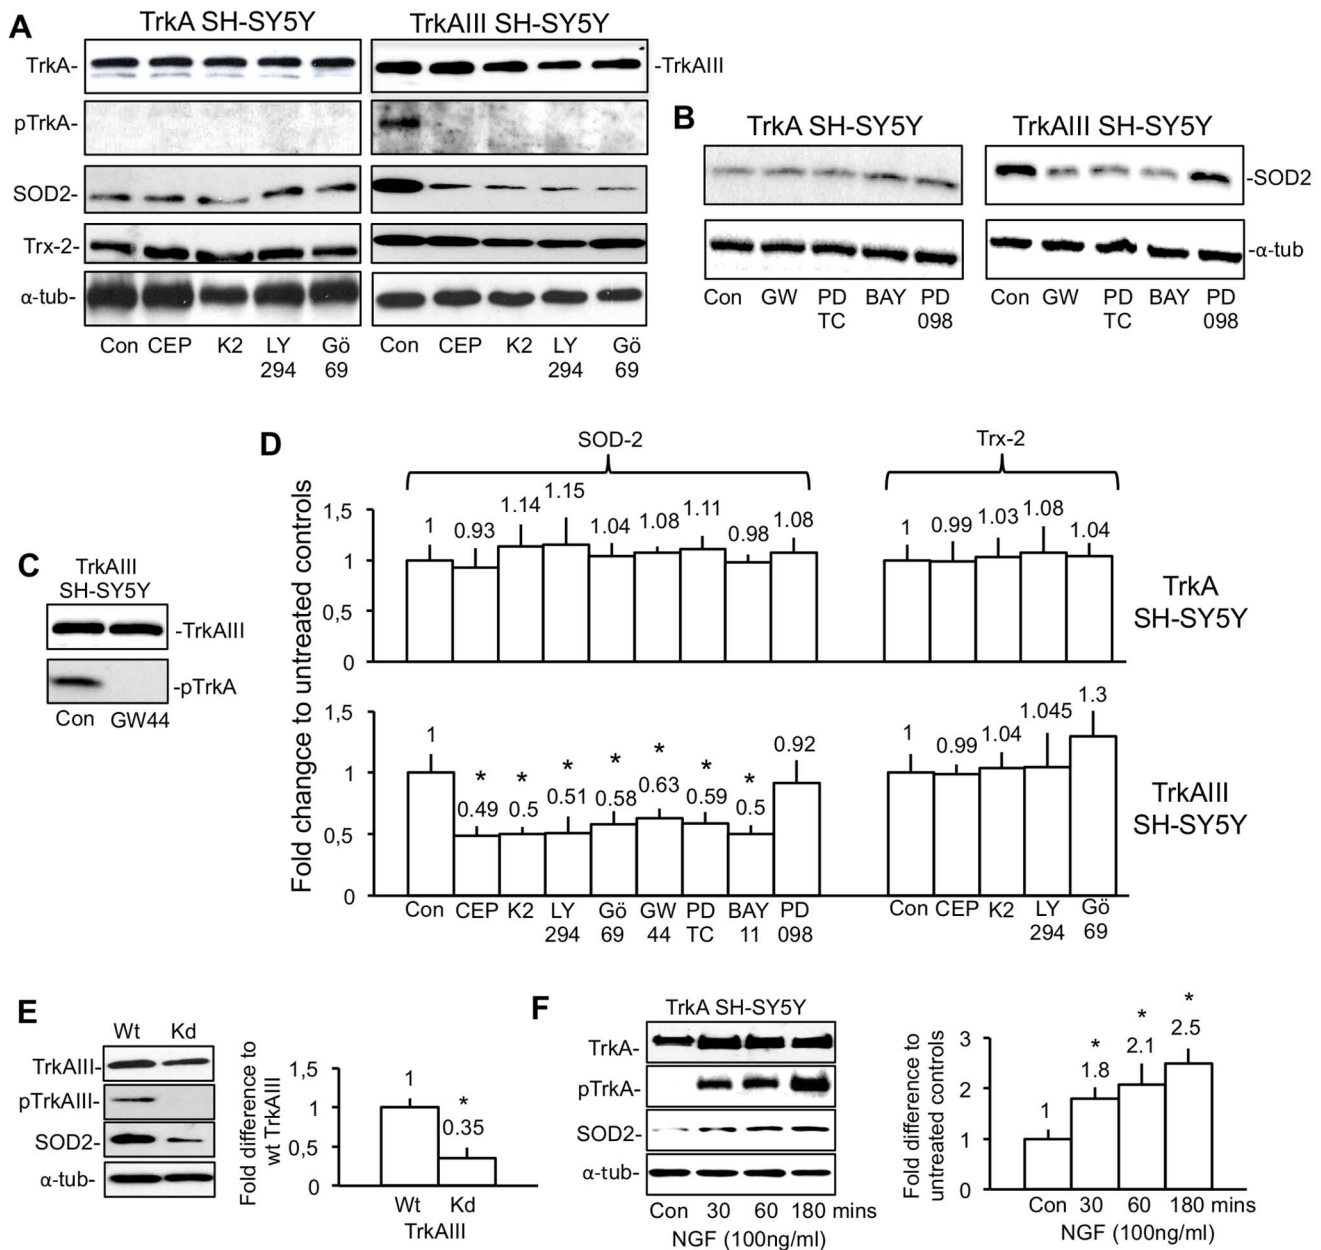 A
TrkA SH-SY5Y
TrkAIII SH-SY5Y
TrkA-
-TrkAIII
pTrkA-
SOD2-
Trx-2-
α-tub-
Con CEP K2 LY 294 Gö 69
Con CEP K2 LY 294 Gö 69
B
TrkA SH-SY5Y
TrkAIII SH-SY5Y
-SOD2
-α-tub
Con GW PD TC BAY PD 098
Con GW PD TC BAY PD 098
C
TrkAIII
SH-SY5Y
-TrkAIII
-pTrkA
Con GW44
D
SOD-2
Trx-2
Fold changce to untreated controls
1,5
1
0,5
0
1 0.93 1.14 1.15 1.04 1.08 1.11 0.98 1.08
1 0.99 1.03 1.08 1.04
TrkA
SH-SY5Y
1,5
1
0,5
0
1 * 0.49 * 0.5 * 0.51 * 0.58 * 0.63 * 0.59 * 0.5 0.92
1 0.99 1.04 1.045 1.3
TrkAIII
SH-SY5Y
Con CEP K2 LY 294 Gö 69 GW 44 PD TC BAY 11 PD 098
Con CEP K2 LY 294 Gö 69
E
Wt Kd
TrkAIII-
pTrkAIII-
SOD2-
α-tub-
Fold difference to
wt TrkAIII
1,5
1
0,5
0
1
*
0.35
Wt Kd
TrkAIII
F
TrkA SH-SY5Y
TrkA-
pTrkA-
SOD2-
α-tub-
Con 30 60 180 mins
NGF (100ng/ml)
Fold difference to
untreated controls
3
2
1
0
1
*
1.8
*
2.1
*
2.5
Con 30 60 180 mins
NGF (100ng/ml)